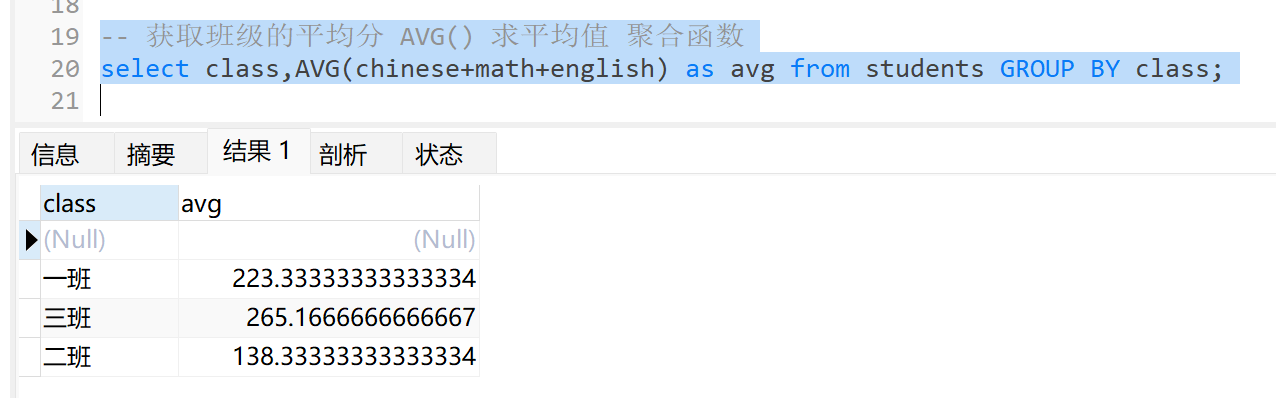 18
19 -- 获取班级的平均分 AVG() 求平均值 聚合函数
20 select class,AVG(chinese+math+english) as avg from students GROUP BY class;
21
信息 摘要 结果 1 剖析 状态
class avg
(Null) (Null)
一班 223.33333333333334
三班 265.1666666666667
二班 138.33333333333334